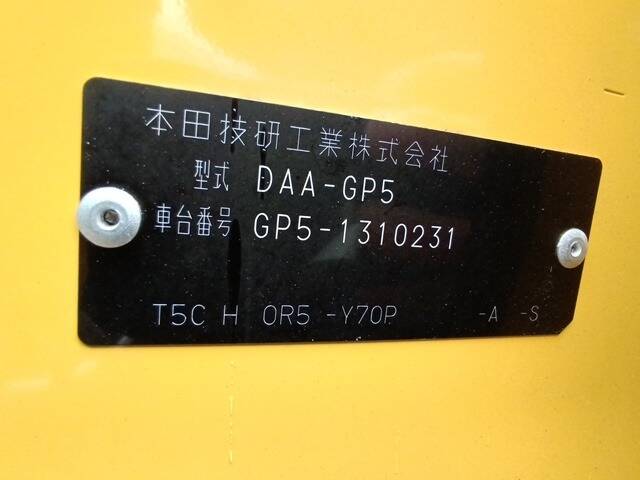 本田技研工業株式会社
型式 DAA-GP5
車台番号 GP5-1310231
T5C H 0R5 -Y70P -A -S